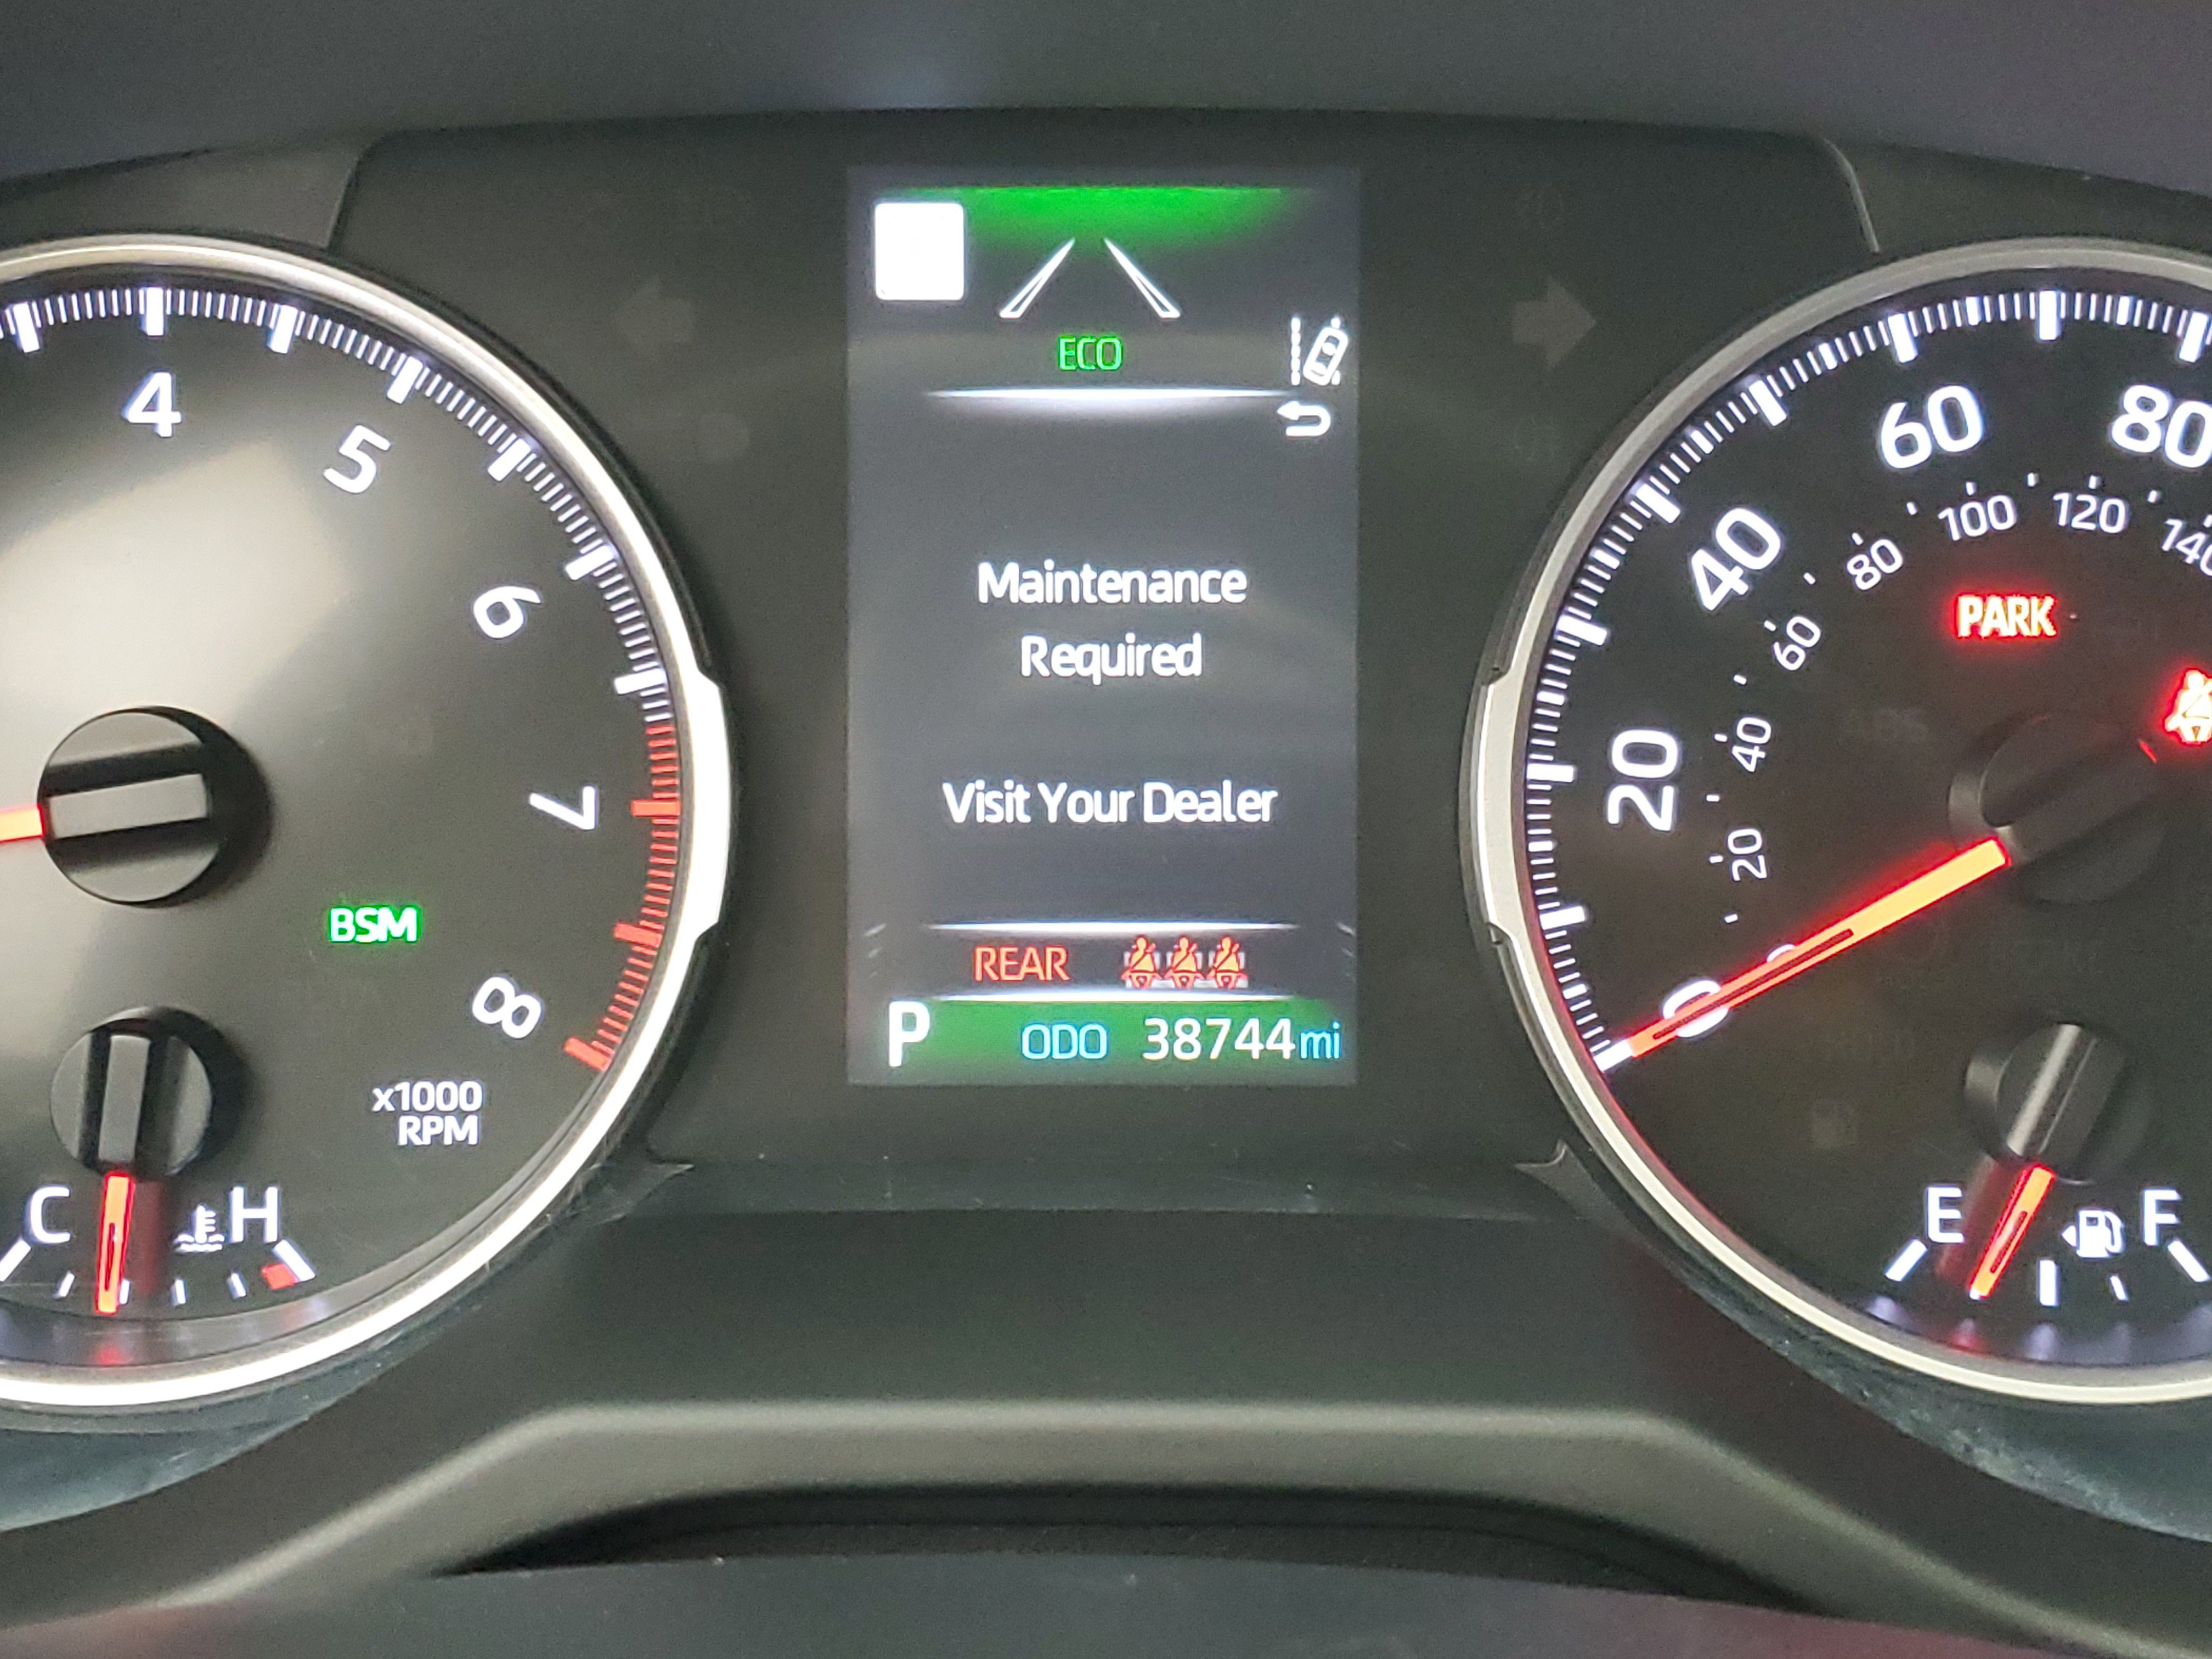 ECO
Maintenance
Required
Visit Your Dealer
REAR
P ODO 38744mi
4
5
6
7
8
BSM
x1000
RPM
C H
0
20
40
60
80
20
40
60
80
100
120
PARK
E F